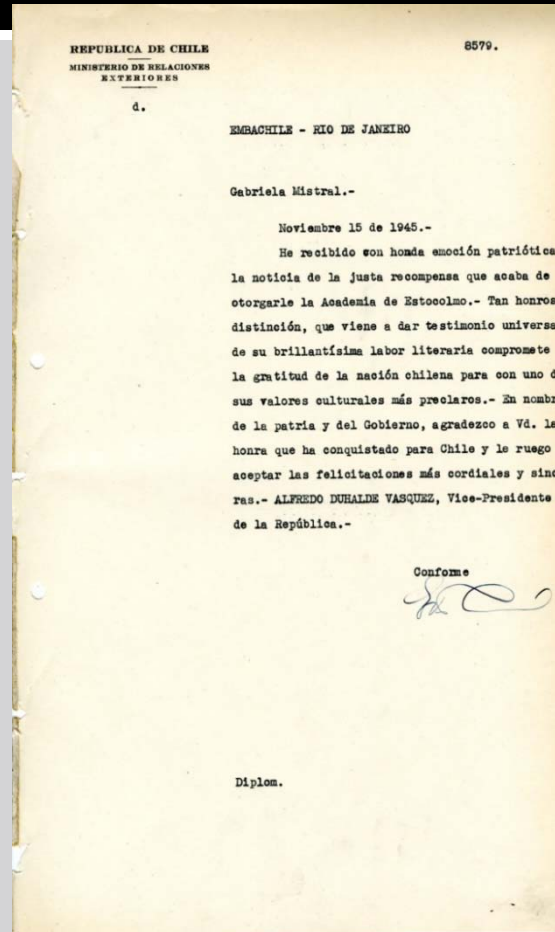 REPUBLICA DE CHILE
MINISTERIO DE RELACIONES
EXTERIORES
8579.
d.
EMBACHILE - RIO DE JANEIRO
Gabriela Mistral.-
Noviembre 15 de 1945.-
He recibido con honda emoción patriótica
la noticia de la justa recompensa que acaba de
otorgarle la Academia de Estocolmo.- Tan honros
distinción, que viene a dar testimonio universa
de su brillantísima labor literaria compromete
la gratitud de la nación chilena para con uno d
sus valores culturales más preclaros.- En nombr
de la patria y del Gobierno, agradezco a Vd. la
honra que ha conquistado para Chile y le ruego
aceptar las felicitaciones más cordiales y sinc
ras.- ALFREDO DUHALDE VASQUEZ, Vice-Presidente
de la República.-
Conforme
Diplom.